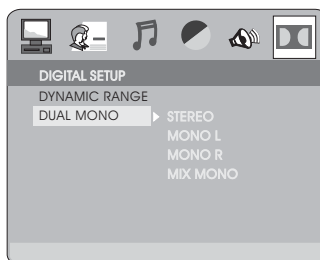 DIGITAL SETUP
DYNAMIC RANGE
DUAL MONO STEREO
MONO L
MONO R
MIX MONO